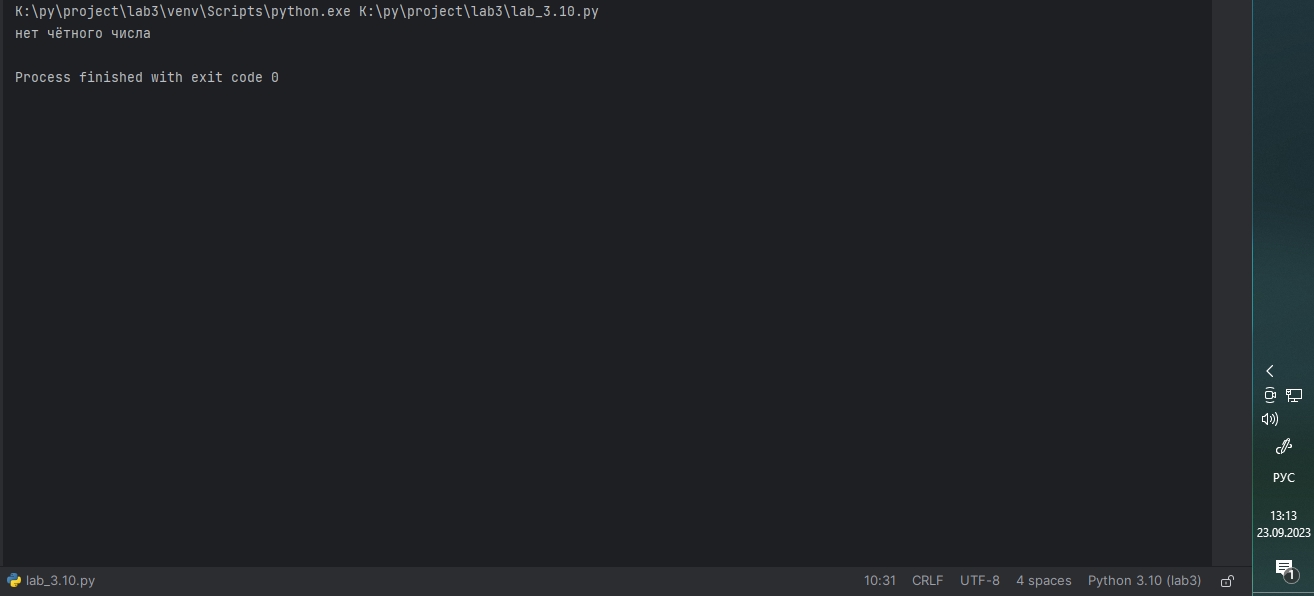 K:\py\project\lab3\venv\Scripts\python.exe K:\py\project\lab3\lab_3.10.py
нет чётного числа
Process finished with exit code 0
РУС
13:13
23.09.2023
1
lab_3.10.py 10:31 CRLF UTF-8 4 spaces Python 3.10 (lab3)